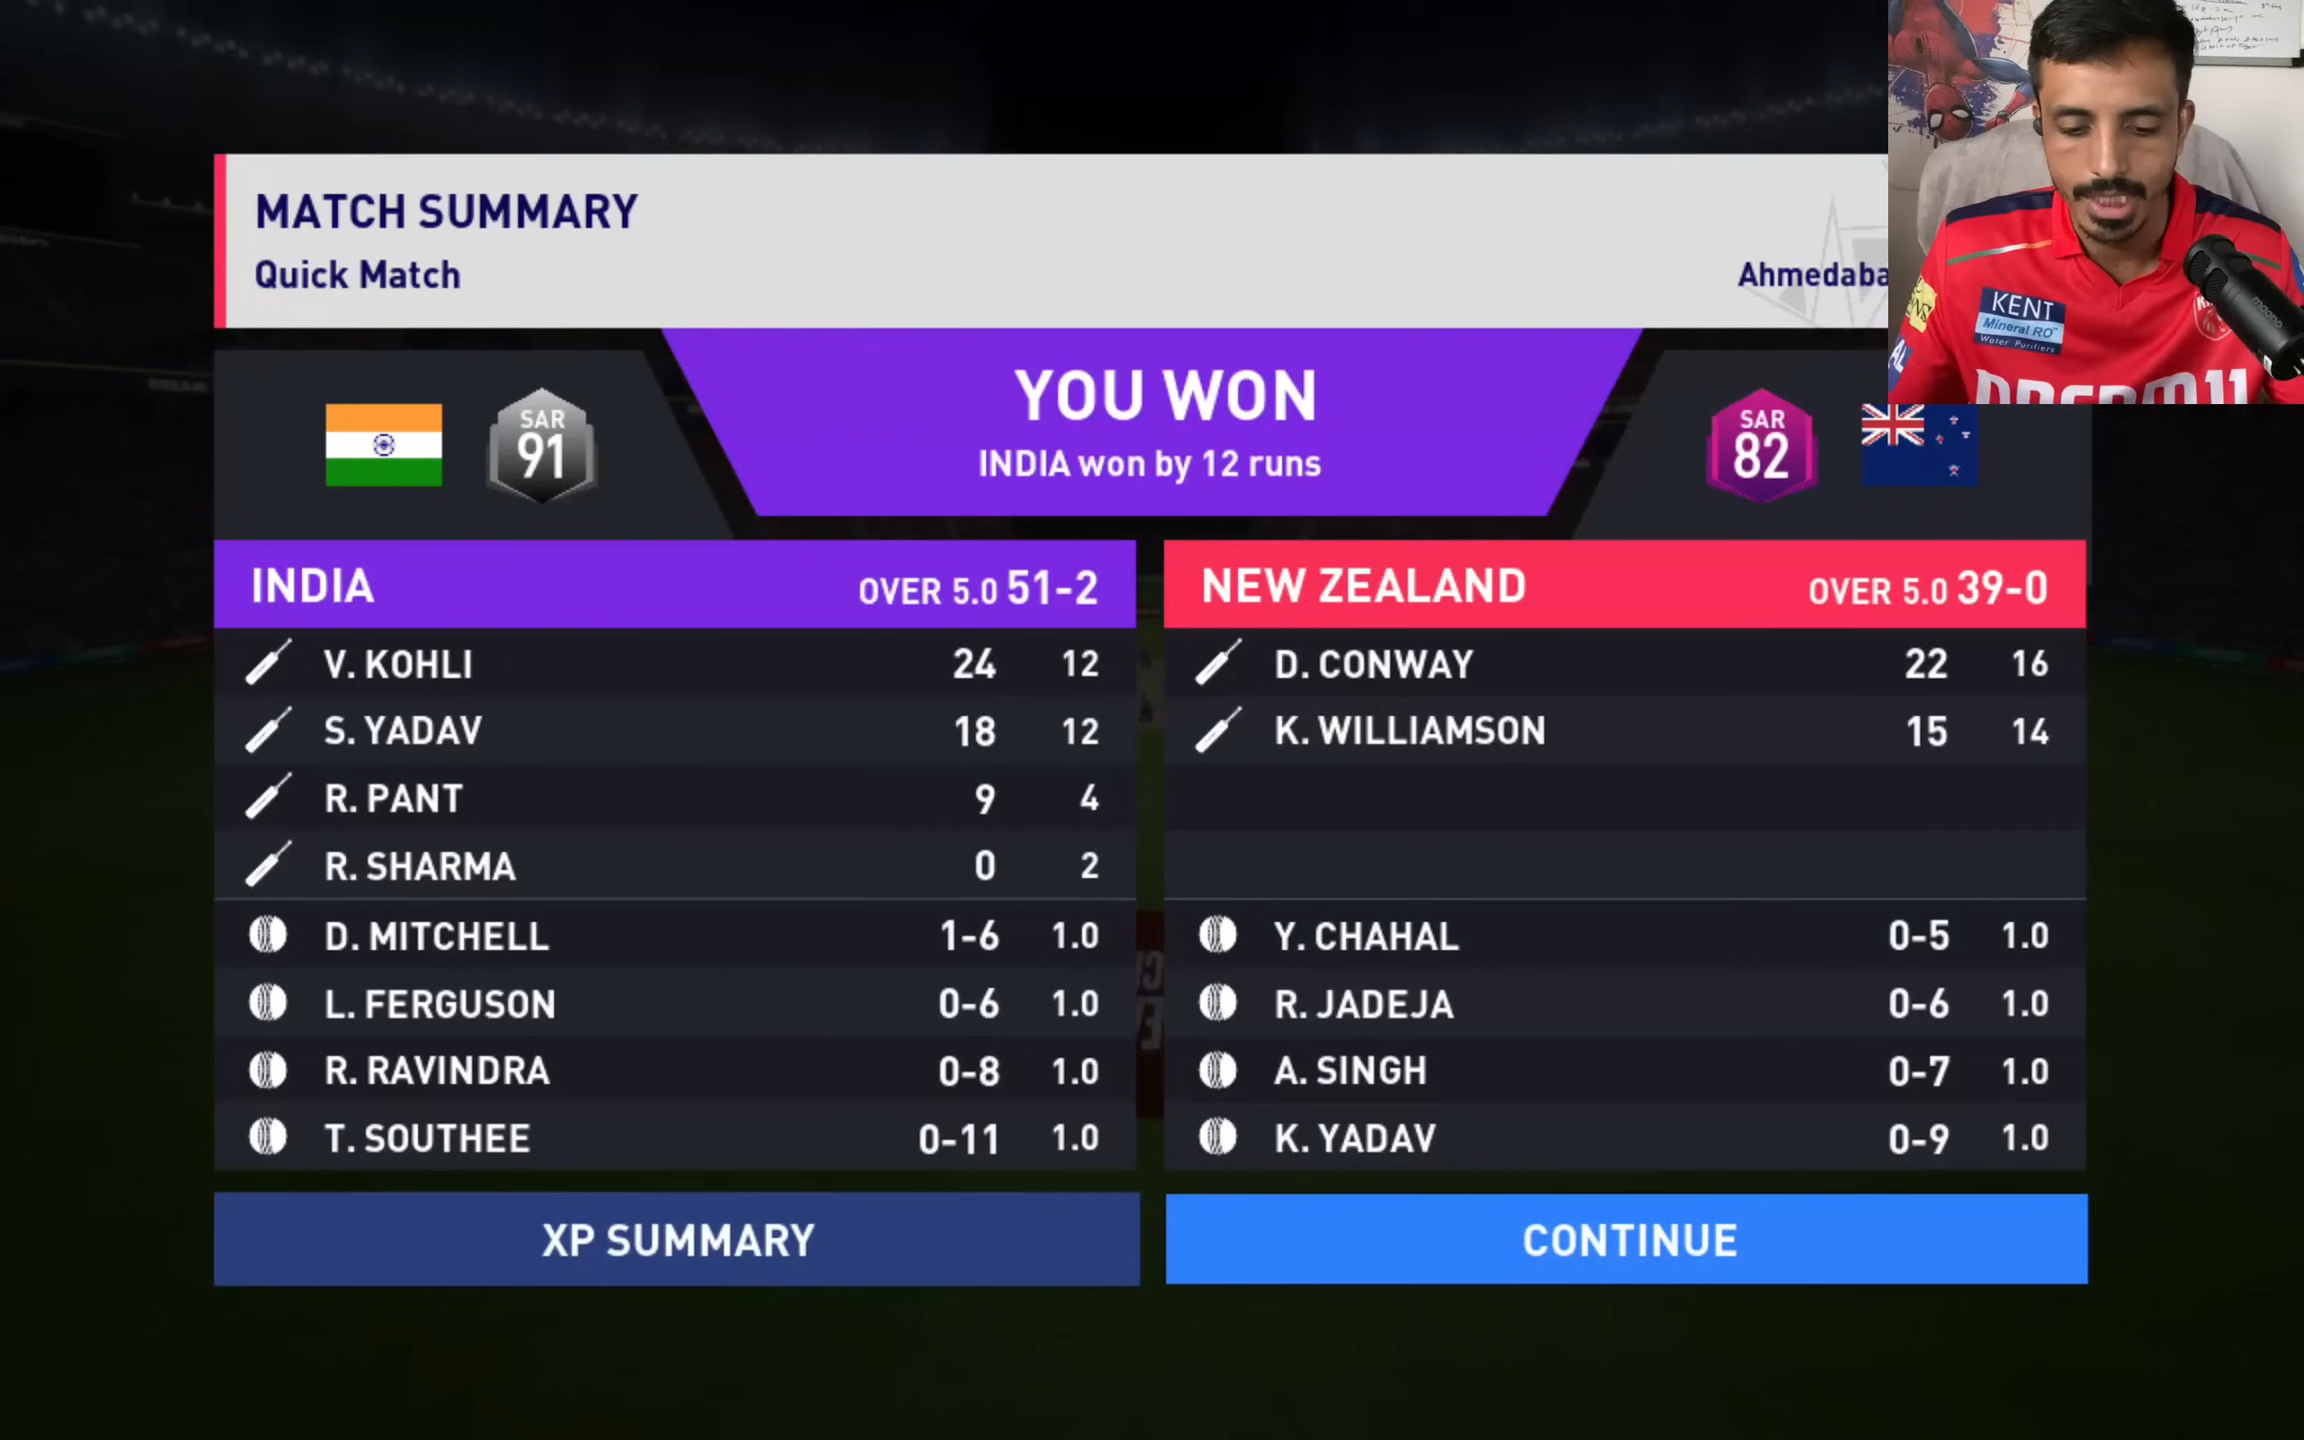 MATCH SUMMARY
Quick Match
Ahmedaba
KENT
Mineral RO
Water Purifiers
DREAM11
SAR
91
YOU WON
INDIA won by 12 runs
SAR
82
INDIA OVER 5.0 51-2
V. KOHLI 24 12
S. YADAV 18 12
R. PANT 9 4
R. SHARMA 0 2
D. MITCHELL 1-6 1.0
L. FERGUSON 0-6 1.0
R. RAVINDRA 0-8 1.0
T. SOUTHEE 0-11 1.0
NEW ZEALAND OVER 5.0 39-0
D. CONWAY 22 16
K. WILLIAMSON 15 14
Y. CHAHAL 0-5 1.0
R. JADEJA 0-6 1.0
A. SINGH 0-7 1.0
K. YADAV 0-9 1.0
XP SUMMARY
CONTINUE